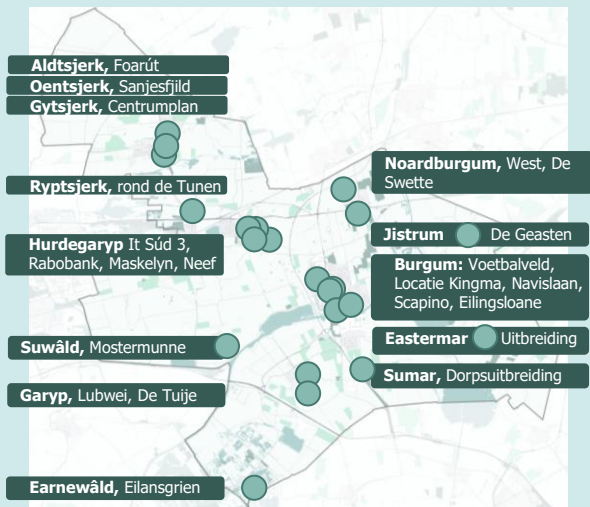 Aldtsjerk, Foarút
Oentsjerk, Sanjesfjild
Gytsjerk, Centrumplan
Ryptsjerk, rond de Tunen
Hurdegaryp It Súd 3,
Rabobank, Maskelyn, Neef
Suwâld, Mostermunne
Garyp, Lubwei, De Tuije
Earnewâld, Eilansgrien
Noardburgum, West, De
Swette
Jistrum De Geasten
Burgum: Voetbalveld,
Locatie Kingma, Navislaan,
Scapino, Eilingsloane
Eastermar Uitbreiding
Sumar, Dorpsuitbreiding